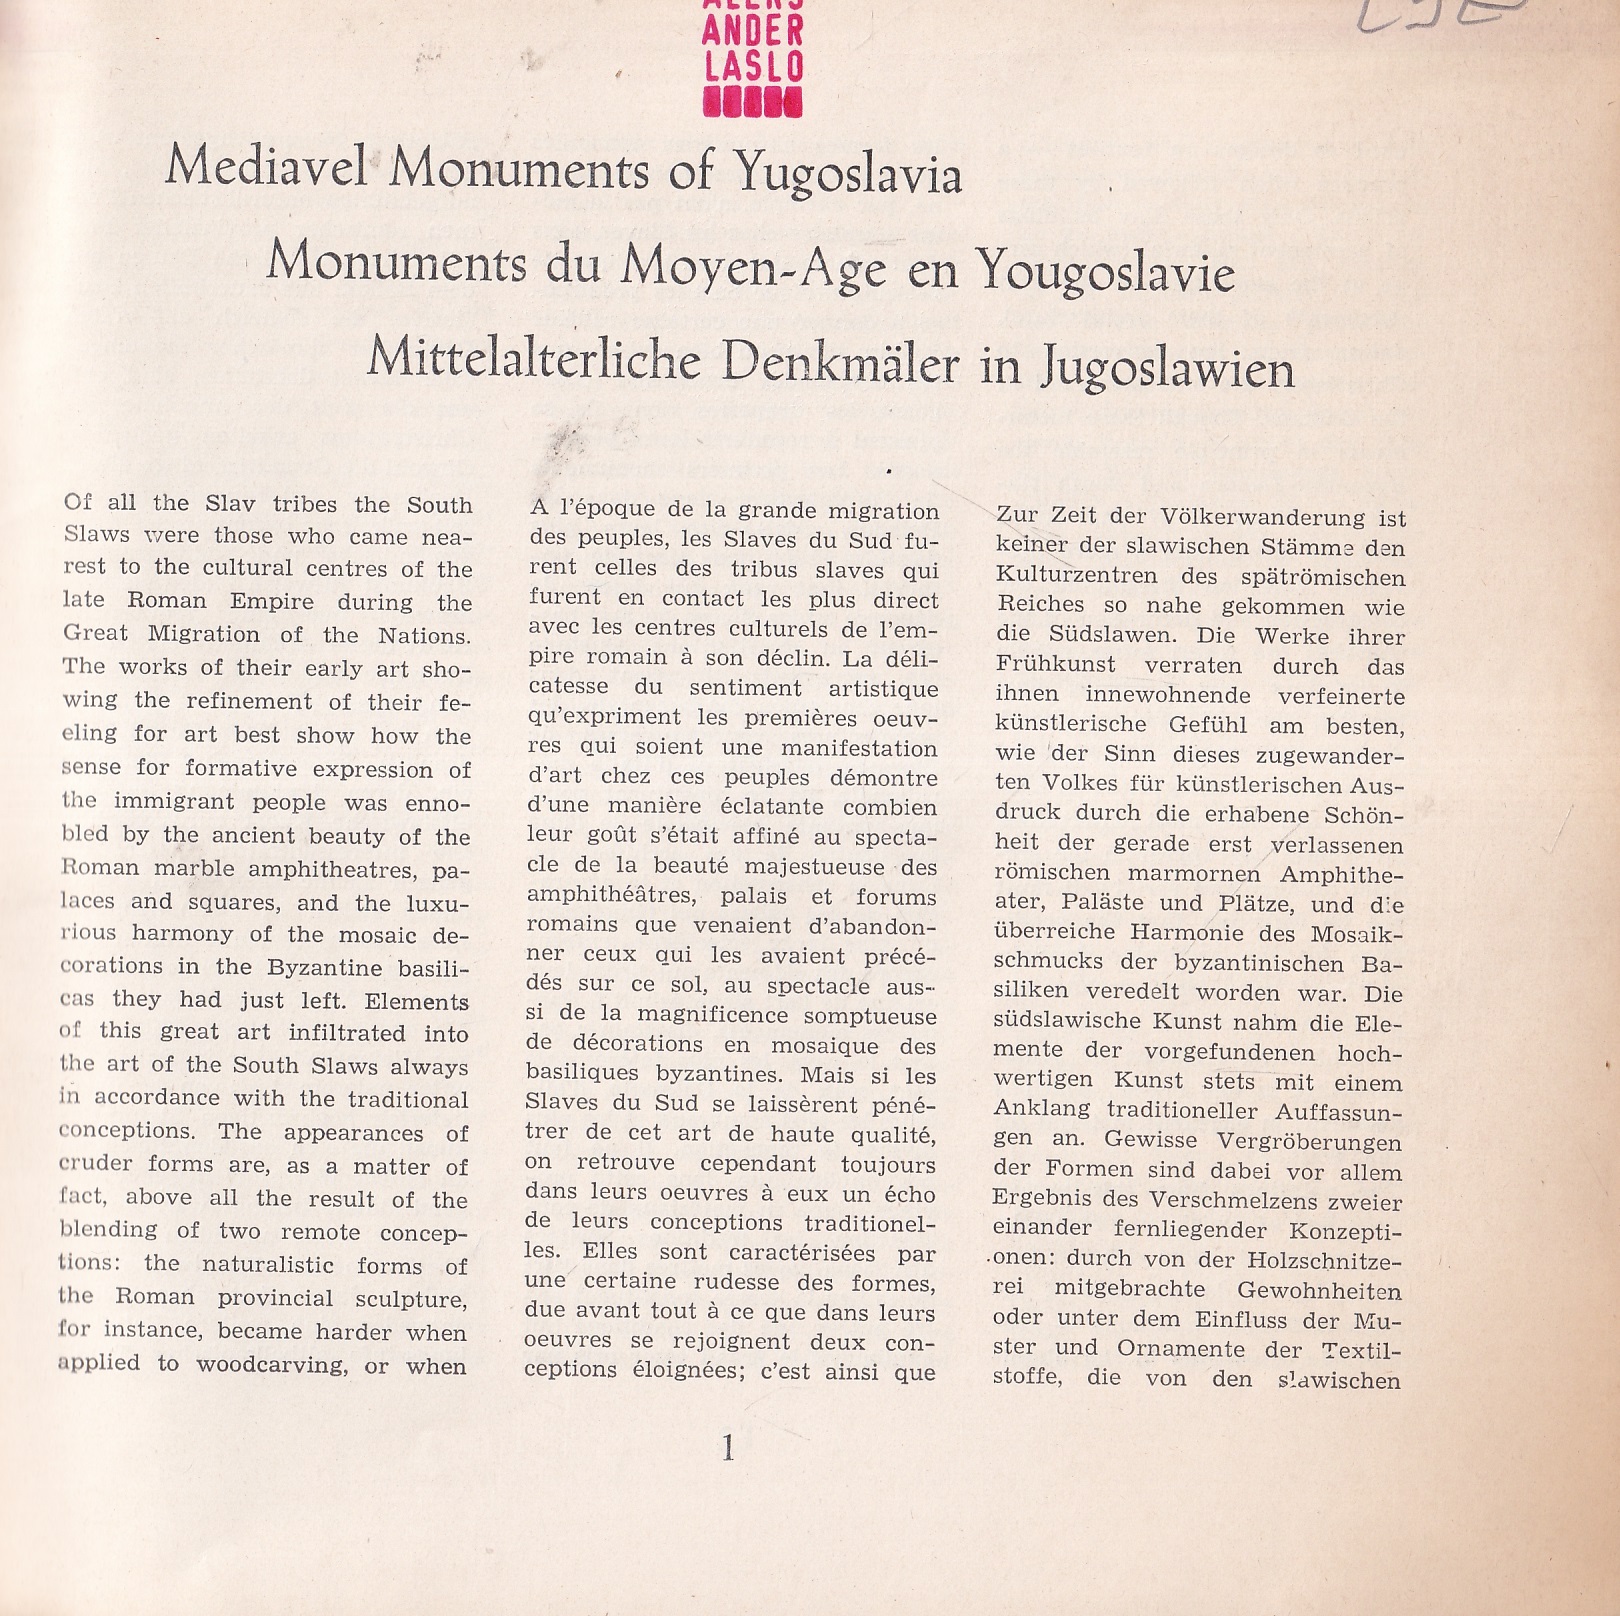 ANDER
LASLO
Mediavel Monuments of Yugoslavia
Monuments du Moyen-Age en Yougoslavie
Mittelalterliche Denkmäler in Jugoslawien
Of all the Slav tribes the South
Slaws were those who came nea-
rest to the cultural centres of the
late Roman Empire during the
Great Migration of the Nations.
The works of their early art sho-
wing the refinement of their fe-
eling for art best show how the
sense for formative expression of
the immigrant people was enno-
bled by the ancient beauty of the
Roman marble amphitheatres, pa-
laces and squares, and the luxu-
rious harmony of the mosaic de-
corations in the Byzantine basili-
cas they had just left. Elements
of this great art infiltrated into
the art of the South Slaws always
in accordance with the traditional
conceptions. The appearances of
cruder forms are, as a matter of
fact, above all the result of the
blending of two remote concep-
tions: the naturalistic forms of
the Roman provincial sculpture,
for instance, became harder when
applied to woodcarving, or when
A l'époque de la grande migration
des peuples, les Slaves du Sud fu-
rent celles des tribus slaves qui
furent en contact les plus direct
avec les centres culturels de l'em-
pire romain à son déclin. La déli-
catesse du sentiment artistique
qu'expriment les premières oeuv-
res qui soient une manifestation
d'art chez ces peuples démontre
d'une manière éclatante combien
leur goût s'était affiné au specta-
cle de la beauté majestueuse des
amphithéâtres, palais et forums
romains que venaient d'abandon-
ner ceux qui les avaient précé-
dés sur ce sol, au spectacle aus-
si de la magnificence somptueuse
de décorations en mosaique des
basiliques byzantines. Mais si les
Slaves du Sud se laissèrent péné-
trer de cet art de haute qualité,
on retrouve cependant toujours
dans leurs oeuvres à eux un écho
de leurs conceptions traditionel-
les. Elles sont caractérisées par
une certaine rudesse des formes,
due avant tout à ce que dans leurs
oeuvres se rejoignent deux con-
ceptions éloignées; c'est ainsi que
Zur Zeit der Völkerwanderung ist
keiner der slawischen Stämme den
Kulturzentren des spätrömischen
Reiches so nahe gekommen wie
die Südslawen. Die Werke ihrer
Frühkunst verraten durch das
ihnen innewohnende verfeinerte
künstlerische Gefühl am besten,
wie der Sinn dieses zugewander-
ten Volkes für künstlerischen Aus-
druck durch die erhabene Schön-
heit der gerade erst verlassenen
römischen marmornen Amphithe-
ater, Paläste und Plätze, und die
überreiche Harmonie des Mosaik-
schmucks der byzantinischen Ba-
siliken veredelt worden war. Die
südslawische Kunst nahm die Ele-
mente der vorgefundenen hoch-
wertigen Kunst stets mit einem
Anklang traditioneller Auffassun-
gen an. Gewisse Vergröberungen
der Formen sind dabei vor allem
Ergebnis des Verschmelzens zweier
einander fernliegender Konzepti-
onen: durch von der Holzschnitze-
rei mitgebrachte Gewohnheiten
oder unter dem Einfluss der Mu-
ster und Ornamente der Textil-
stoffe, die von den slawischen
1